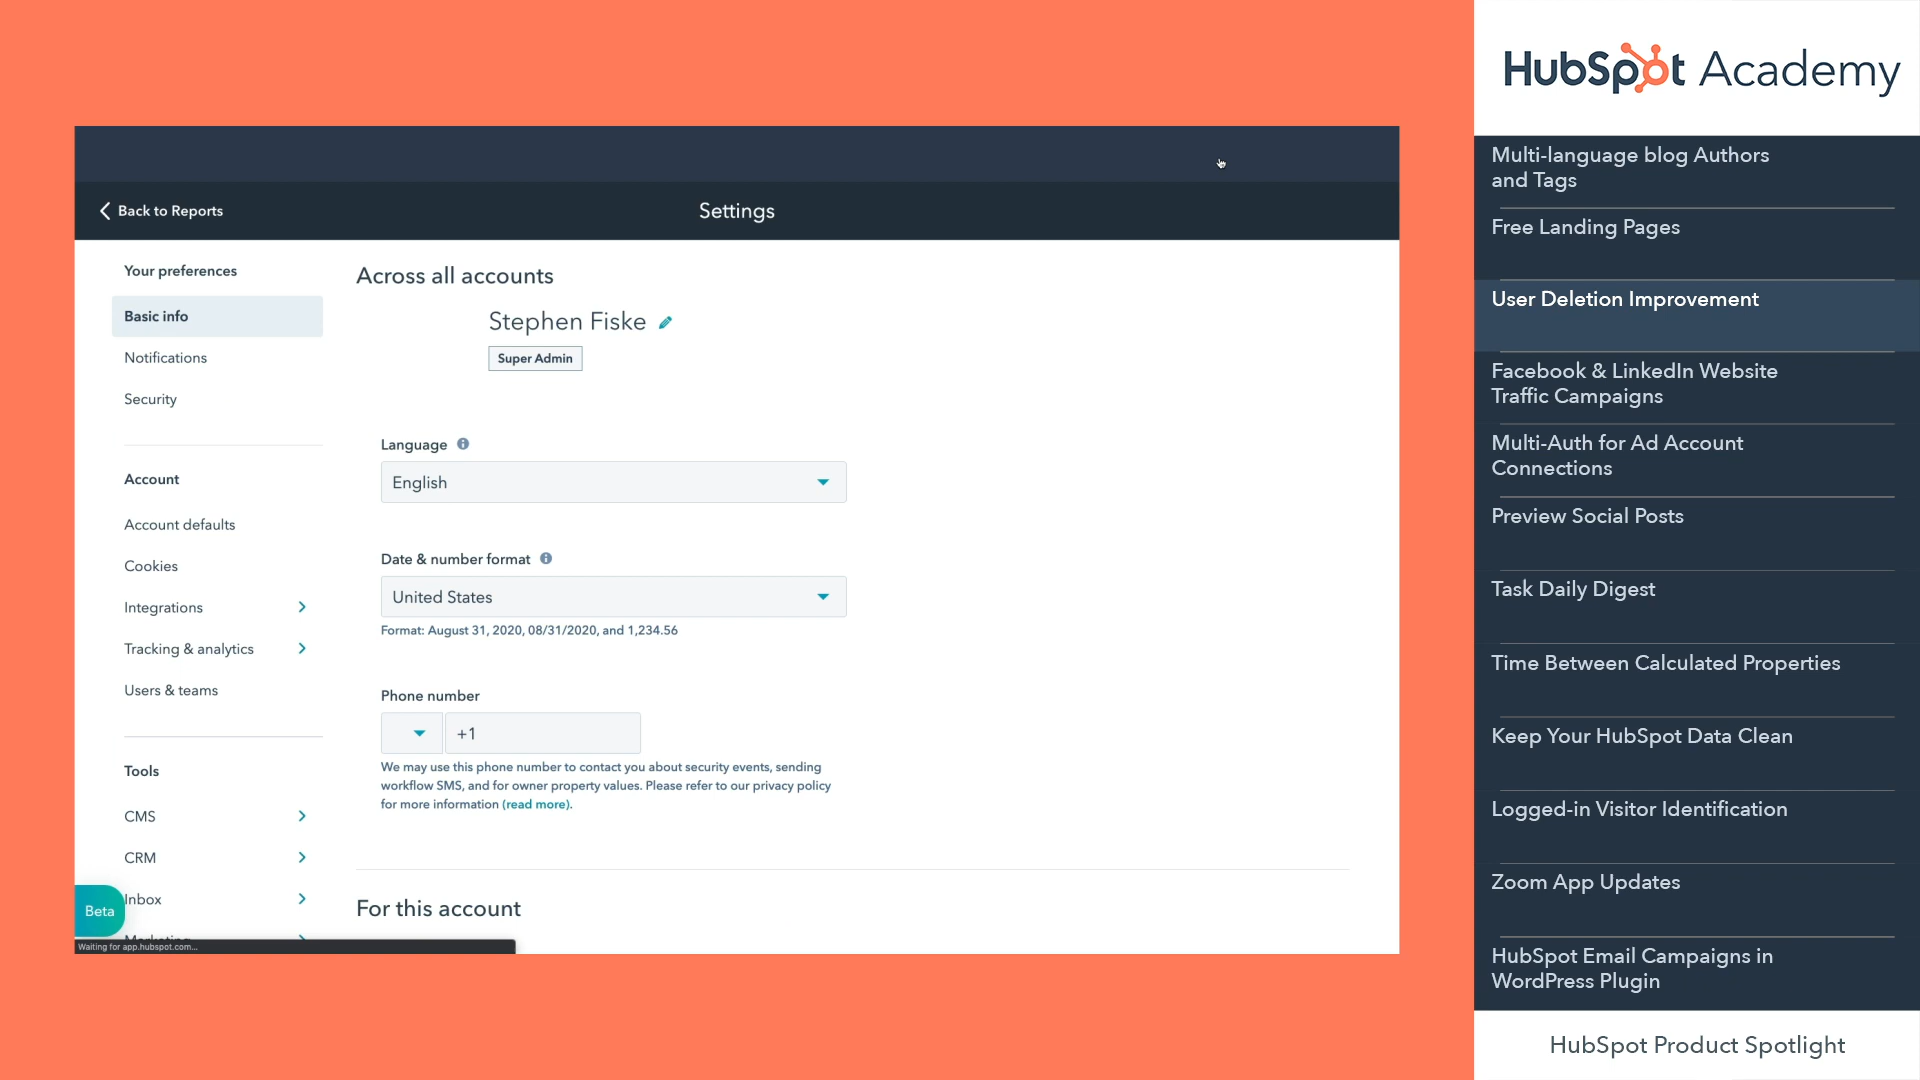 Back to Reports
Settings
Your preferences
Basic info
Notifications
Security
Account
Account defaults
Cookies
Integrations
Tracking & analytics
Users & teams
Tools
CMS
CRM
Inbox
Marketing
Beta
Waiting for app.hubspot.com...
Across all accounts
Stephen Fiske
Super Admin
Language
English
Date & number format
United States
Format: August 31, 2020, 08/31/2020, and 1,234.56
Phone number
+1
We may use this phone number to contact you about security events, sending
workflow SMS, and for owner property values. Please refer to our privacy policy
for more information (read more).
For this account
HubSpot Academy
Multi-language blog Authors
and Tags
Free Landing Pages
User Deletion Improvement
Facebook & LinkedIn Website
Traffic Campaigns
Multi-Auth for Ad Account
Connections
Preview Social Posts
Task Daily Digest
Time Between Calculated Properties
Keep Your HubSpot Data Clean
Logged-in Visitor Identification
Zoom App Updates
HubSpot Email Campaigns in
WordPress Plugin
HubSpot Product Spotlight